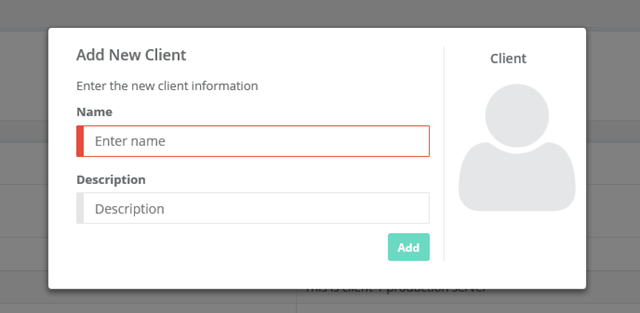 Add New Client
Client
Enter the new client information
Name
Enter name
Description
Description
Add
This is client 1 production server